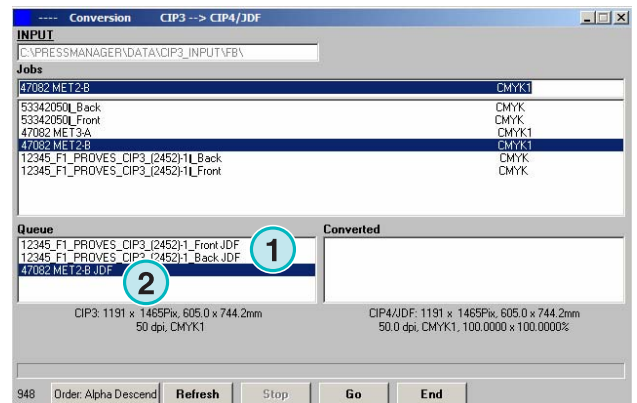 ---- Conversion CIP3 --> CIP4/JDF
INPUT
C:\PRESSMANAGER\DATA\CIP3_INPUT\FB\
Jobs
47082 MET2-B CMYK1
53342050I_Back CMYK
53342050I_Front CMYK
47082 MET3-A CMYK1
47082 MET2-B CMYK1
12345_F1_PROVES_CIP3_(2452)-1I_Back CMYK
12345_F1_PROVES_CIP3_(2452)-1I_Front CMYK
Queue Converted
12345_F1_PROVES_CIP3_(2452)-1_Front.JDF 1
12345_F1_PROVES_CIP3_(2452)-1_Back.JDF
47082 MET2-B.JDF 2
CIP3: 1191 x 1465Pix, 605.0 x 744.2mm CIP4/JDF: 1191 x 1465Pix, 605.0 x 744.2mm
50 dpi, CMYK1 50.0 dpi, CMYK1, 100.0000 x 100.0000%
948 Order: Alpha Descend Refresh Stop Go End